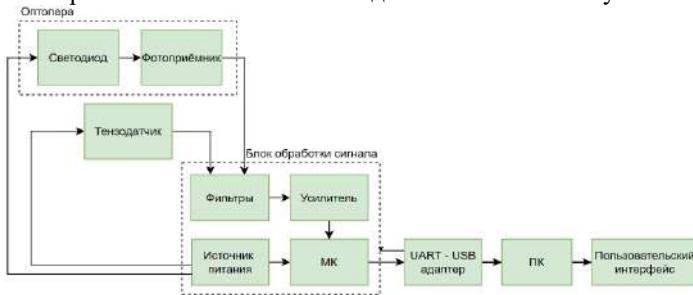 Оптопара
Светодиод
Фотоприёмник
Тензодатчик
Блок обработки сигнала
Фильтры
Усилитель
Источник
питания
МК
UART - USB
адаптер
ПК
Пользовательский
интерфейс